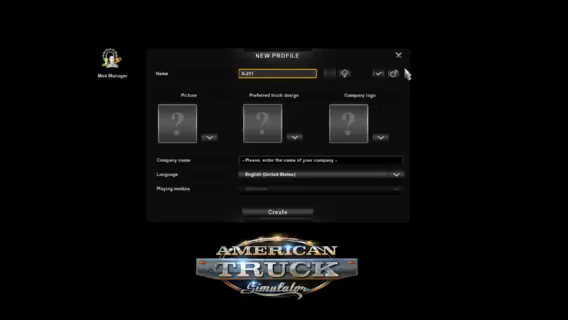 NEW PROFILE
Mod Manager
Name
Picture
Preferred truck design
Company logo
?
?
?
Company name
- Please, enter the name of your company -
Language
English (United States)
Playing module
Create
AMERICAN
TRUCK
Simulator